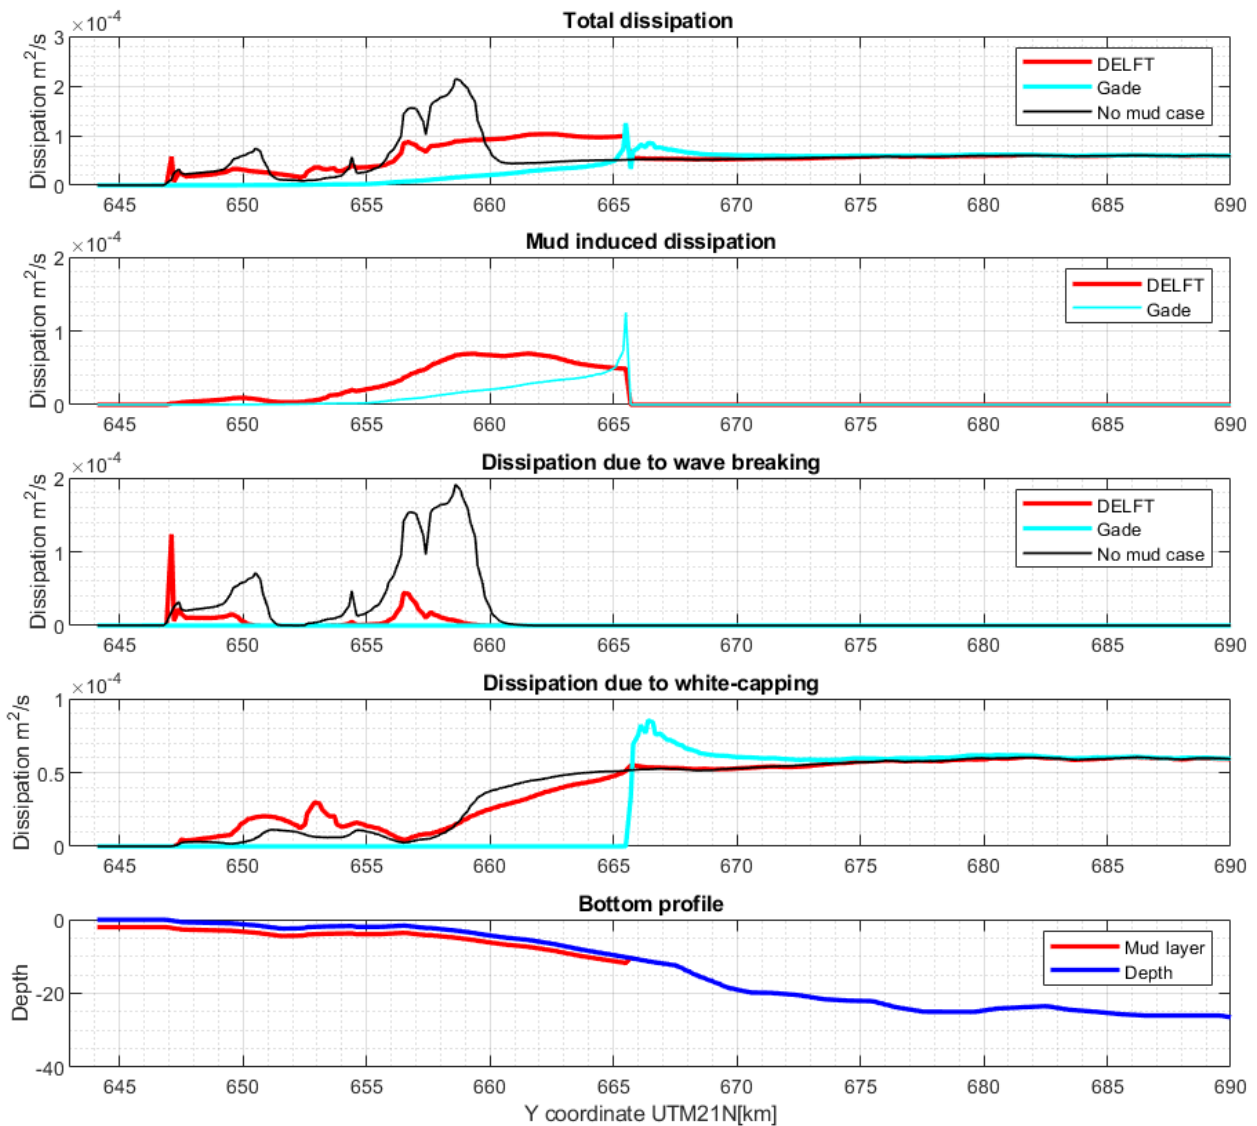 Total dissipation
×10⁻⁴
Dissipation m²/s
3
2
1
0
DELFT
Gade
No mud case
645 650 655 660 665 670 675 680 685 690
Mud induced dissipation
×10⁻⁴
Dissipation m²/s
2
1
0
DELFT
Gade
645 650 655 660 665 670 675 680 685 690
Dissipation due to wave breaking
×10⁻⁴
Dissipation m²/s
2
1
0
DELFT
Gade
No mud case
645 650 655 660 665 670 675 680 685 690
Dissipation due to white-capping
×10⁻⁴
Dissipation m²/s
1
0.5
0
645 650 655 660 665 670 675 680 685 690
Bottom profile
Depth
0
-20
-40
Mud layer
Depth
645 650 655 660 665 670 675 680 685 690
Y coordinate UTM21N[km]